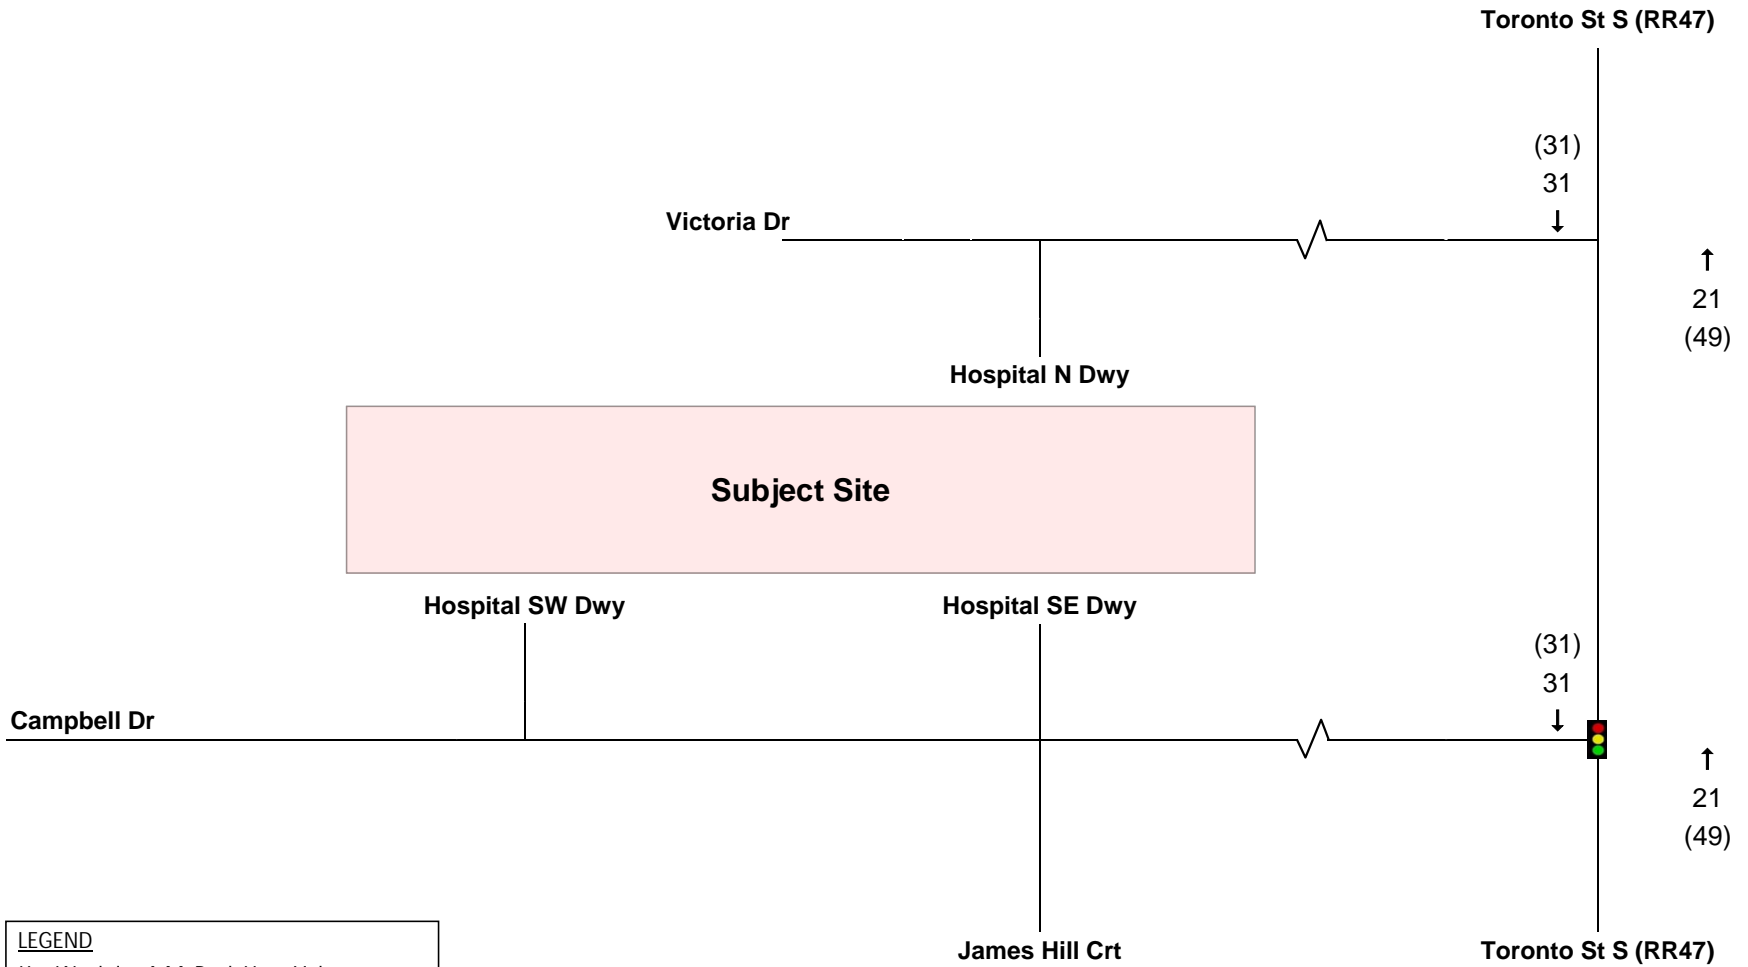 Toronto St S (RR47)
(31)
31
↓
Victoria Dr
↑
21
(49)
Hospital N Dwy
Subject Site
Hospital SW Dwy
Hospital SE Dwy
(31)
31
↓
Campbell Dr
↑
21
(49)
LEGEND
James Hill Crt
Toronto St S (RR47)